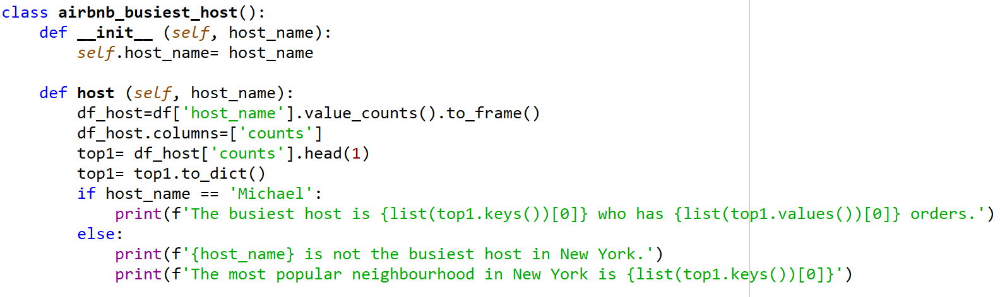 class airbnb_busiest_host():
    def __init__ (self, host_name):
        self.host_name= host_name

    def host (self, host_name):
        df_host=df['host_name'].value_counts().to_frame()
        df_host.columns=['counts']
        top1= df_host['counts'].head(1)
        top1= top1.to_dict()
        if host_name == 'Michael':
            print(f'The busiest host is {list(top1.keys())[0]} who has {list(top1.values())[0]} orders.')
        else:
            print(f'{host_name} is not the busiest host in New York.')
            print(f'The most popular neighbourhood in New York is {list(top1.keys())[0]}')